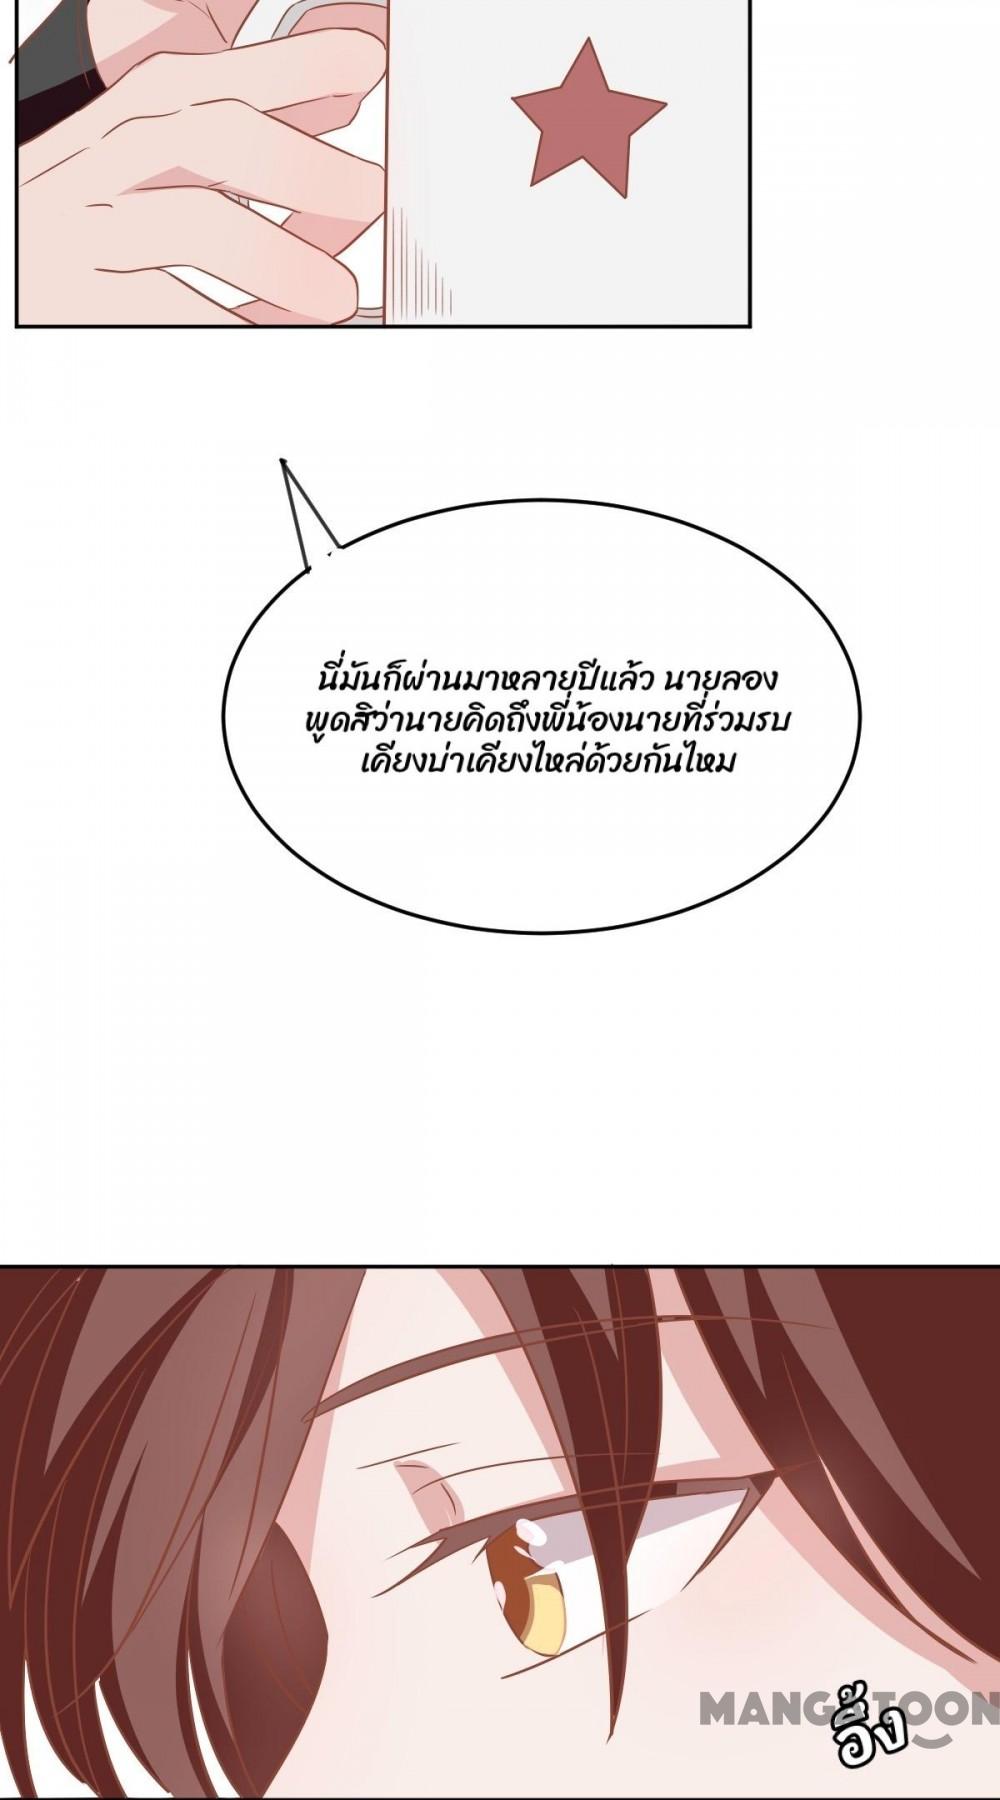 นี่มันก็ผ่านมาหลายปีแล้ว นายลอง
พูดสิว่านายคิดถึงพี่น้องนายที่ร่วมรบ
เคียงบ่าเคียงไหล่ด้วยกันไหม
MANGATOON
อึ้ง